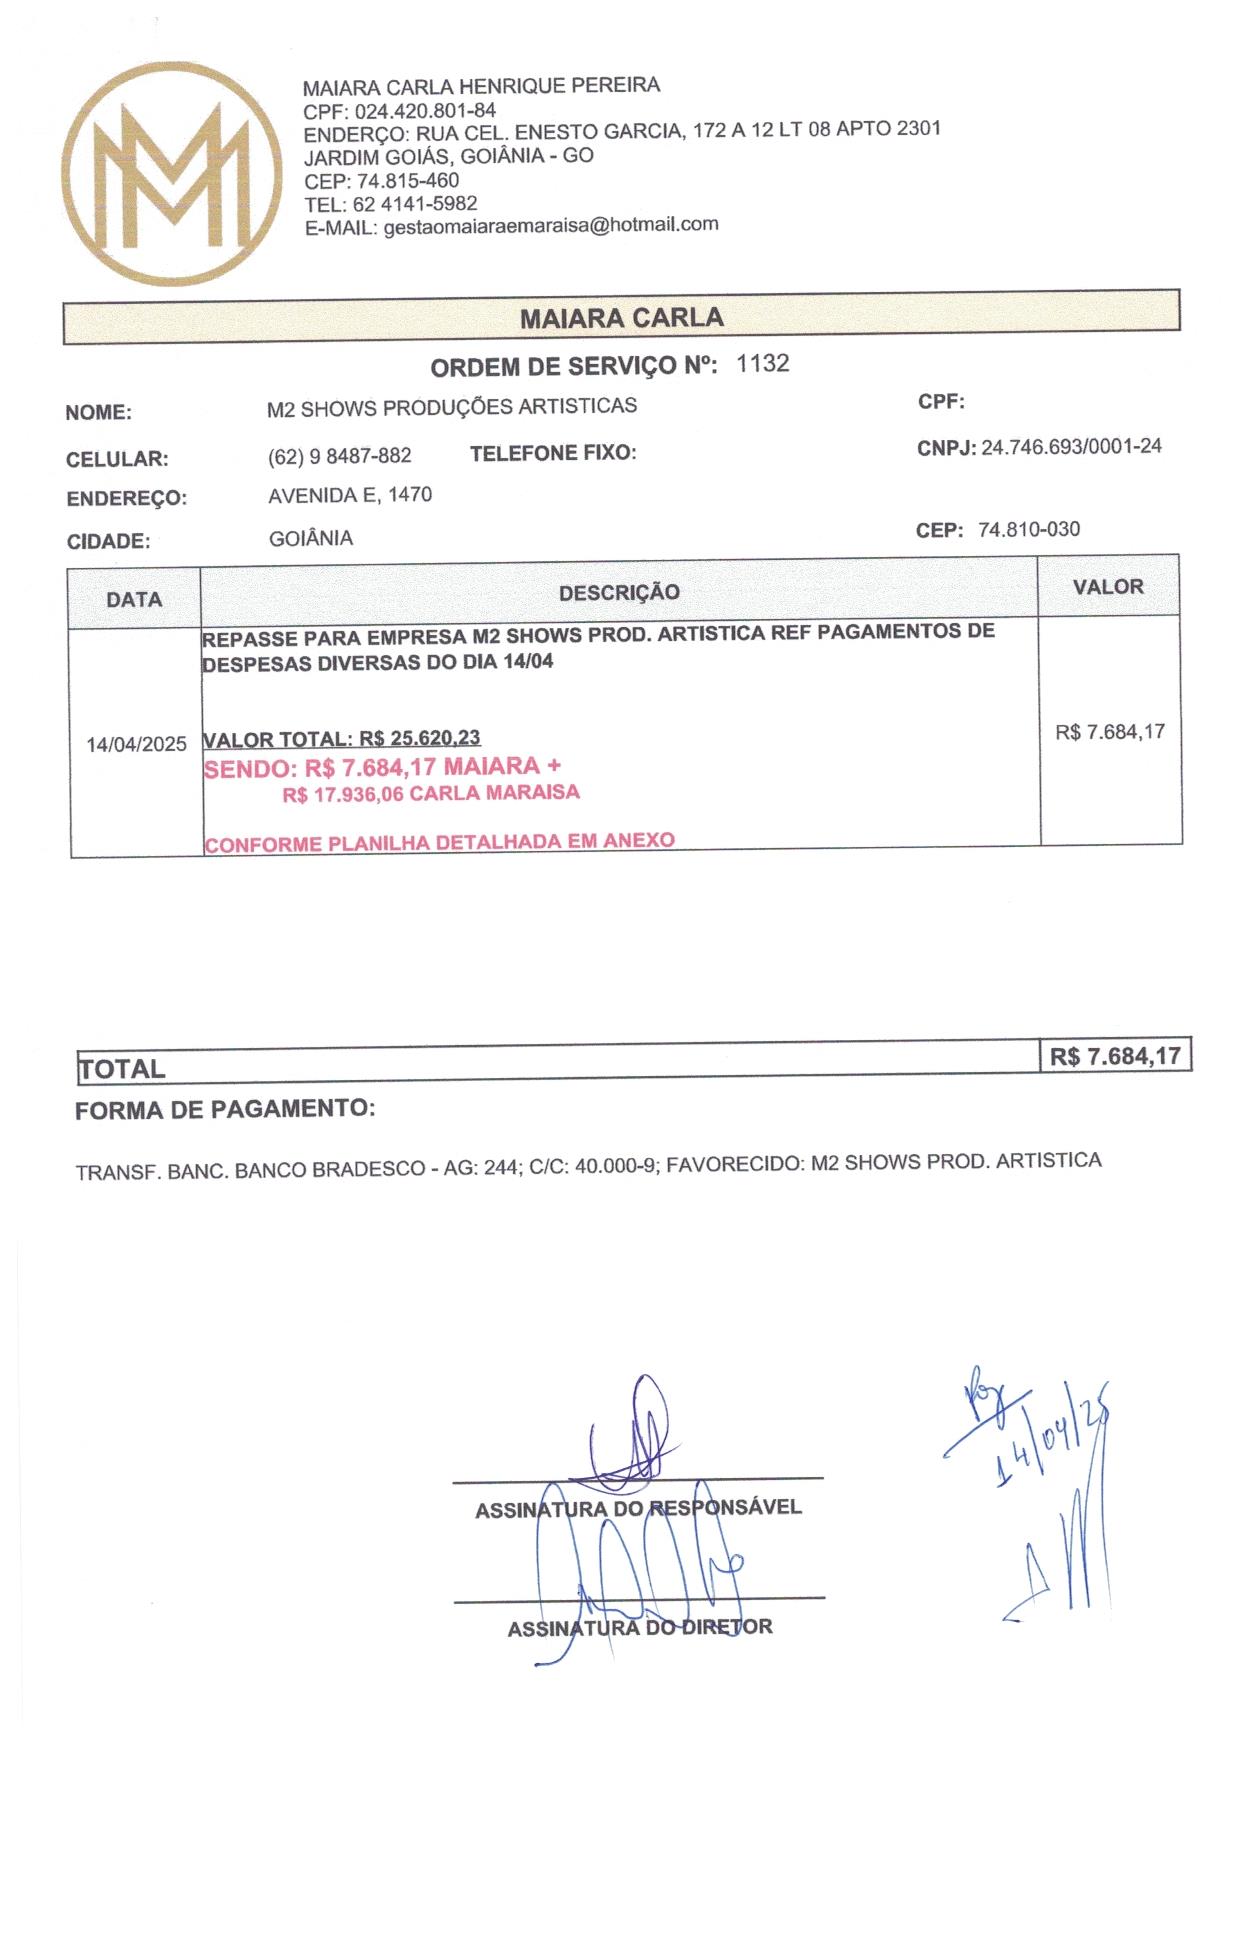 MAIARA CARLA HENRIQUE PEREIRA
CPF: 024.420.801-84
ENDERÇO: RUA CEL. ENESTO GARCIA, 172 A 12 LT 08 APTO 2301
JARDIM GOIÁS, GOIÂNIA - GO
CEP: 74.815-460
TEL: 62 4141-5982
E-MAIL: gestaomaiaraemaraisa@hotmail.com
MAIARA CARLA
ORDEM DE SERVIÇO Nº: 1132
NOME: M2 SHOWS PRODUÇÕES ARTISTICAS CPF:
CELULAR: (62) 9 8487-882 TELEFONE FIXO: CNPJ: 24.746.693/0001-24
ENDEREÇO: AVENIDA E, 1470
CIDADE: GOIÂNIA CEP: 74.810-030
DATA DESCRIÇÃO VALOR
REPASSE PARA EMPRESA M2 SHOWS PROD. ARTISTICA REF PAGAMENTOS DE
DESPESAS DIVERSAS DO DIA 14/04
14/04/2025 VALOR TOTAL: R$ 25.620,23 R$ 7.684,17
SENDO: R$ 7.684,17 MAIARA +
R$ 17.936,06 CARLA MARAISA
CONFORME PLANILHA DETALHADA EM ANEXO
TOTAL R$ 7.684,17
FORMA DE PAGAMENTO:
TRANSF. BANC. BANCO BRADESCO - AG: 244; C/C: 40.000-9; FAVORECIDO: M2 SHOWS PROD. ARTISTICA
14/04/25
ASSINATURA DO RESPONSÁVEL
ASSINATURA DO DIRETOR